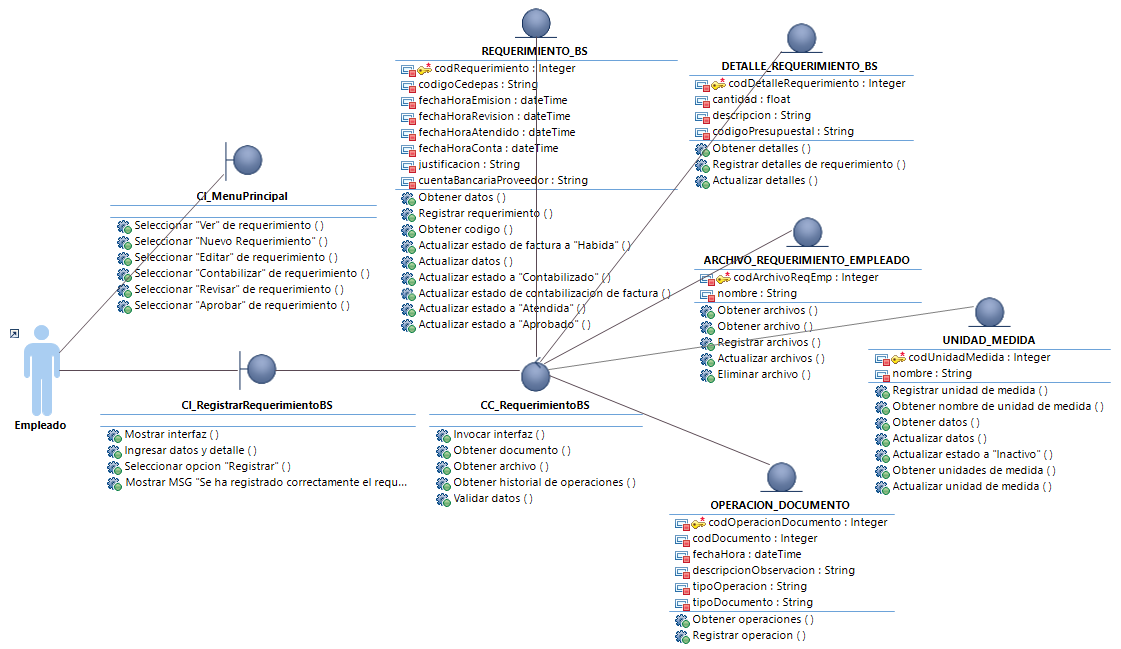 REQUERIMIENTO_BS
codRequerimiento : Integer
codigoCedepas : String
fechaHoraEmision : dateTime
fechaHoraRevision : dateTime
fechaHoraAtendido : dateTime
fechaHoraConta : dateTime
justificacion : String
cuentaBancariaProveedor : String
Obtener datos ( )
Registrar requerimiento ( )
Obtener codigo ( )
Actualizar estado de factura a "Habida" ( )
Actualizar datos ( )
Actualizar estado a "Contabilizado" ( )
Actualizar estado de contabilizacion de factura ( )
Actualizar estado a "Atendida" ( )
Actualizar estado a "Aprobado" ( )
DETALLE_REQUERIMIENTO_BS
codDetalleRequerimiento : Integer
cantidad : float
descripcion : String
codigoPresupuestal : String
Obtener detalles ( )
Registrar detalles de requerimiento ( )
Actualizar detalles ( )
CI_MenuPrincipal
Seleccionar "Ver" de requerimiento ( )
Seleccionar "Nuevo Requerimiento" ( )
Seleccionar "Editar" de requerimiento ( )
Seleccionar "Contabilizar" de requerimiento ( )
Seleccionar "Revisar" de requerimiento ( )
Seleccionar "Aprobar" de requerimiento ( )
ARCHIVO_REQUERIMIENTO_EMPLEADO
codArchivoReqEmp : Integer
nombre : String
Obtener archivos ( )
Obtener archivo ( )
Registrar archivos ( )
Actualizar archivos ( )
Eliminar archivo ( )
UNIDAD_MEDIDA
codUnidadMedida : Integer
nombre : String
Registrar unidad de medida ( )
Obtener nombre de unidad de medida ( )
Obtener datos ( )
Actualizar datos ( )
Actualizar estado a "Inactivo" ( )
Obtener unidades de medida ( )
Actualizar unidad de medida ( )
Empleado
CI_RegistrarRequerimientoBS
Mostrar interfaz ( )
Ingresar datos y detalle ( )
Seleccionar opcion "Registrar" ( )
Mostrar MSG "Se ha registrado correctamente el requ...
CC_RequerimientoBS
Invocar interfaz ( )
Obtener documento ( )
Obtener archivo ( )
Obtener historial de operaciones ( )
Validar datos ( )
OPERACION_DOCUMENTO
codOperacionDocumento : Integer
codDocumento : Integer
fechaHora : dateTime
descripcionObservacion : String
tipoOperacion : String
tipoDocumento : String
Obtener operaciones ( )
Registrar operacion ( )